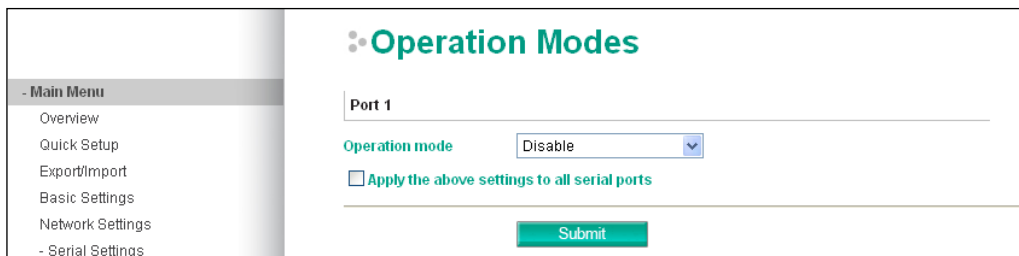 Operation Modes
- Main Menu
Overview
Quick Setup
Export/Import
Basic Settings
Network Settings
- Serial Settings
Port 1
Operation mode Disable
Apply the above settings to all serial ports
Submit